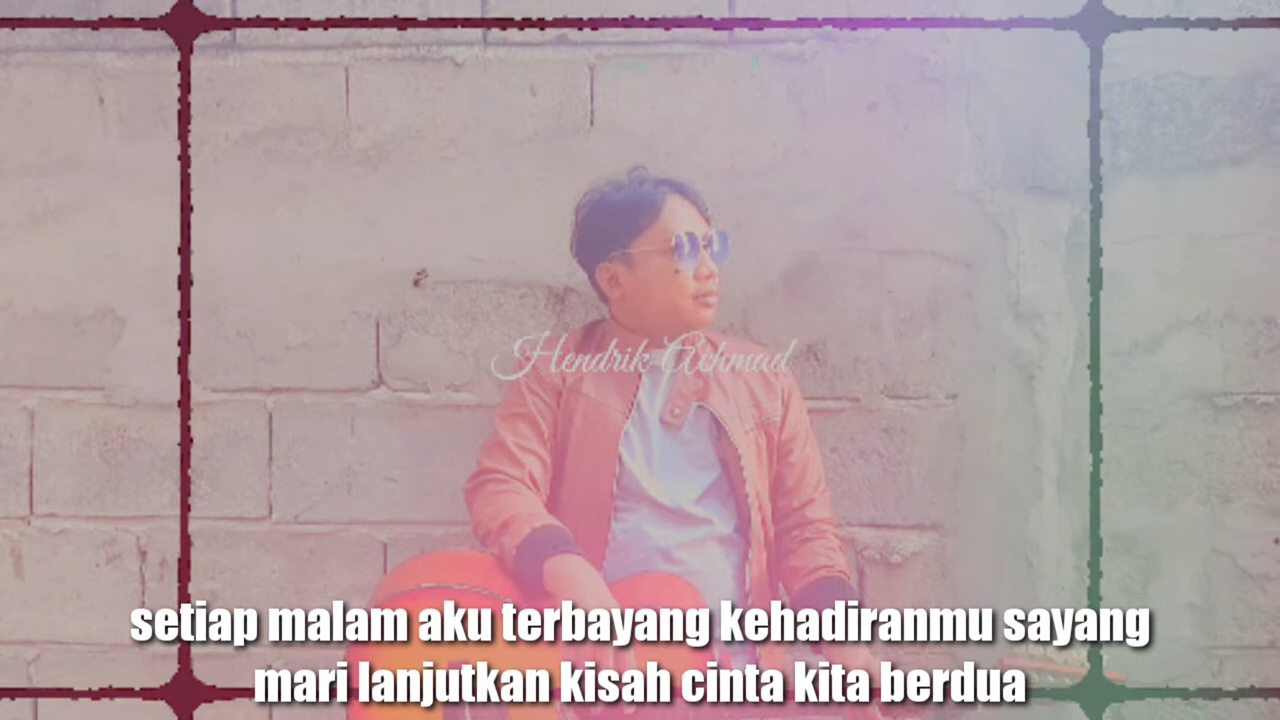 Hendrik Achmad
setiap malam aku terbayang kehadiranmu sayang
mari lanjutkan kisah cinta kita berdua